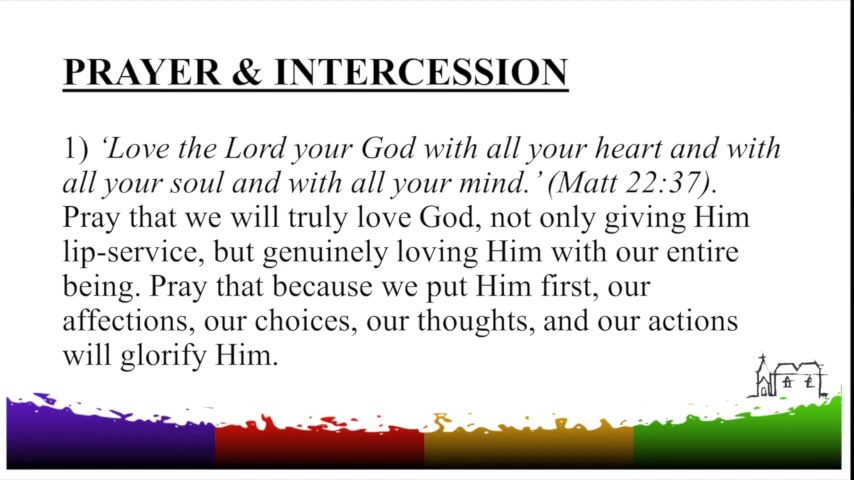 PRAYER & INTERCESSION
1) ‘Love the Lord your God with all your heart and with
all your soul and with all your mind.’ (Matt 22:37).
Pray that we will truly love God, not only giving Him
lip-service, but genuinely loving Him with our entire
being. Pray that because we put Him first, our
affections, our choices, our thoughts, and our actions
will glorify Him.